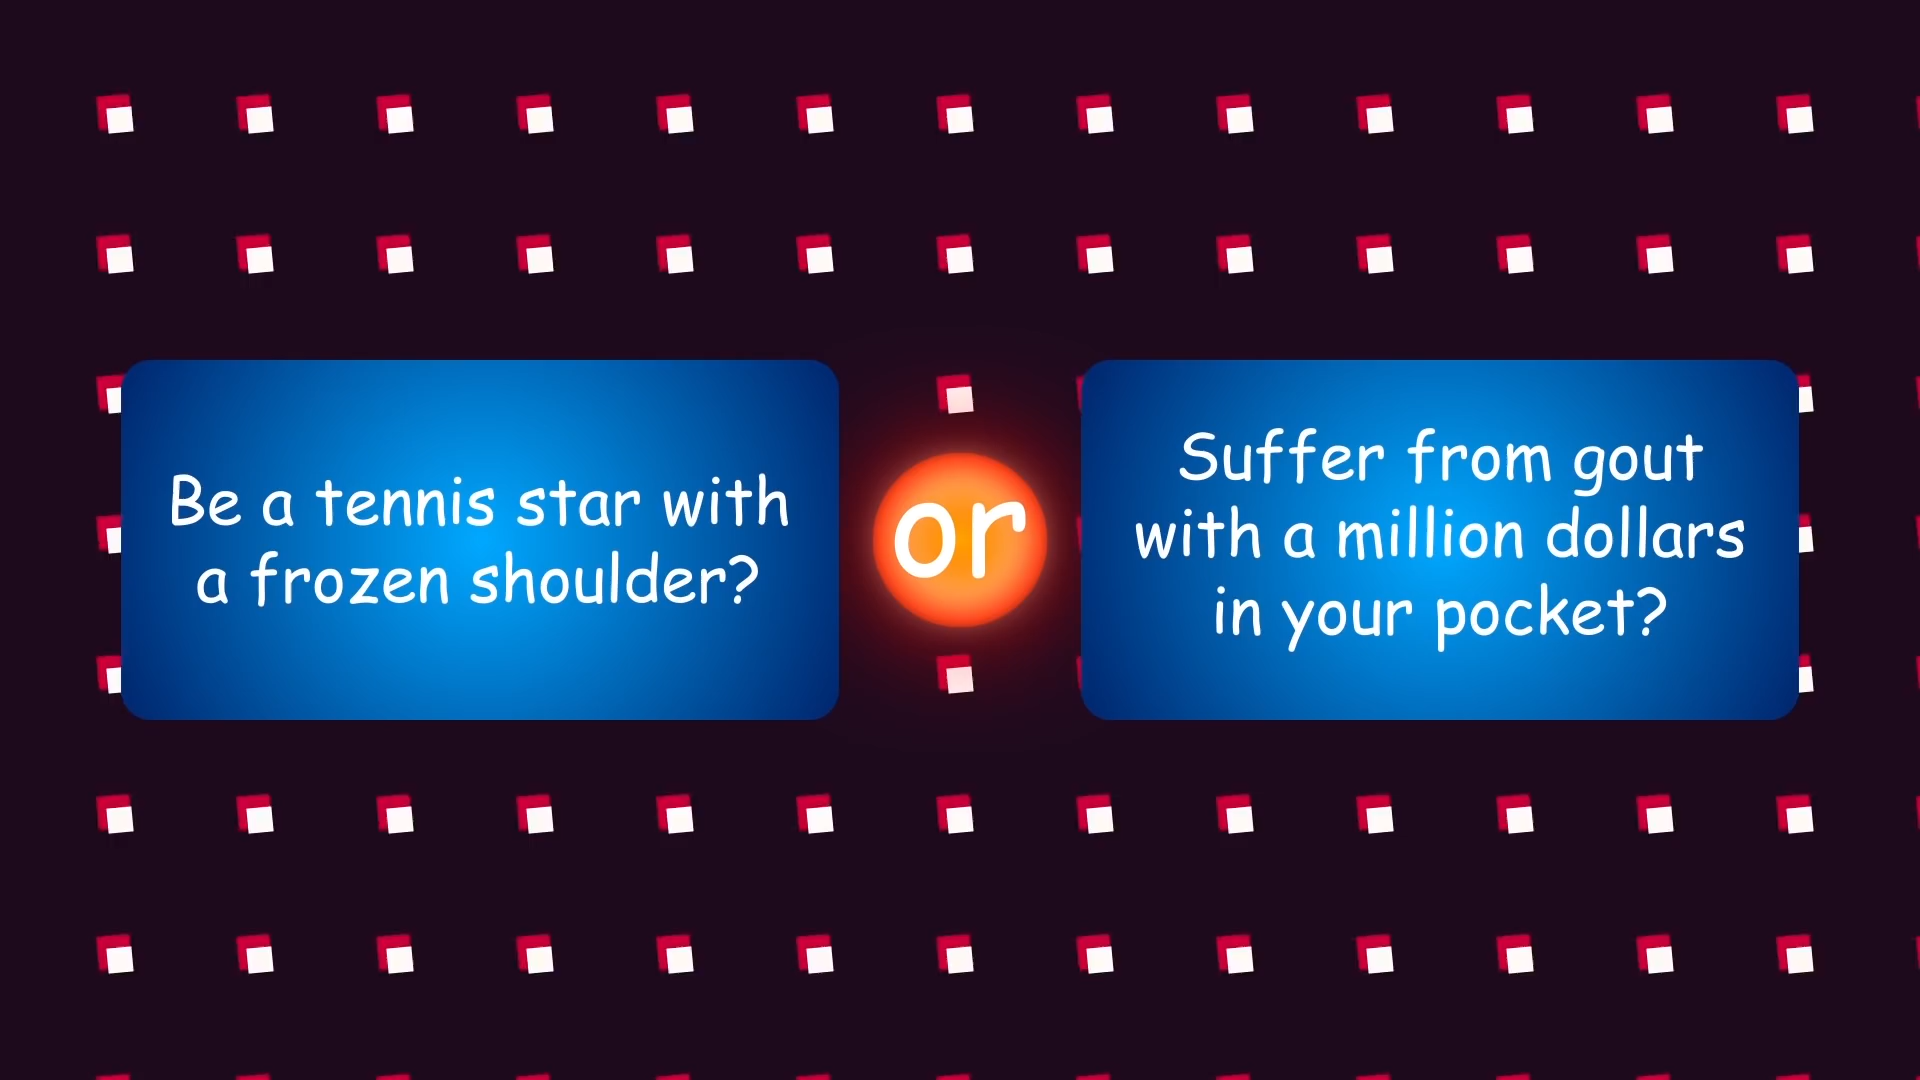 Be a tennis star with
a frozen shoulder?
or
Suffer from gout
with a million dollars
in your pocket?